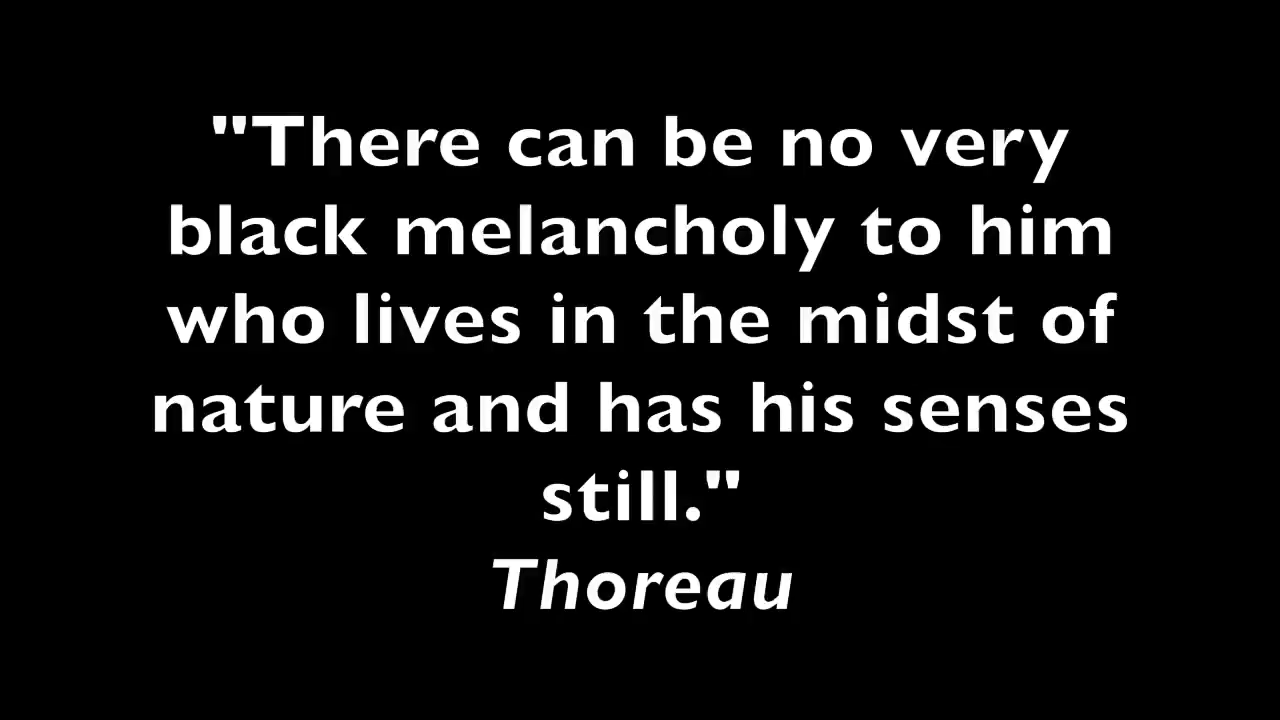 "There can be no very
black melancholy to him
who lives in the midst of
nature and has his senses
still."
Thoreau